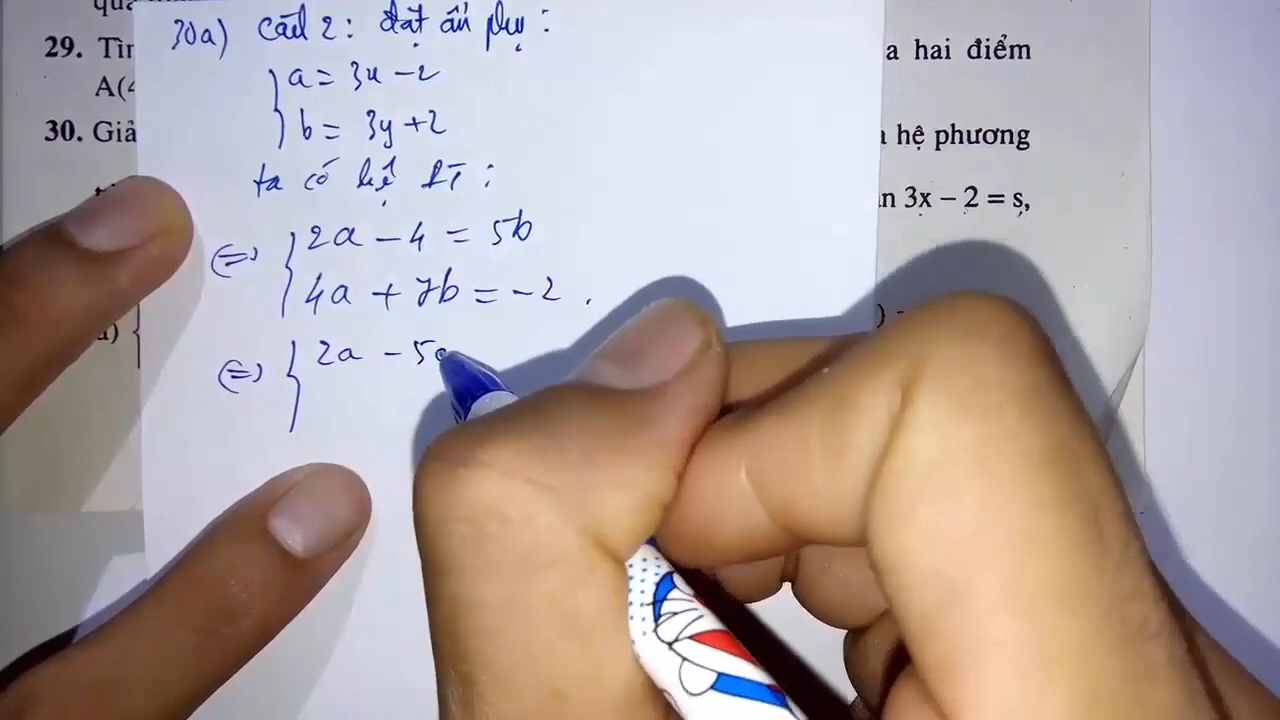 29. Tìn
a hai điểm
A(4
30. Giả
hệ phương
3x – 2 = s,
30a) Cách 2: đặt ẩn phụ:
a = 3x - 2
b = 3y + 2
ta có hệ PT:
⇔ { 2a - 4 = 5b
4a + 7b = -2.
⇔ { 2a - 5